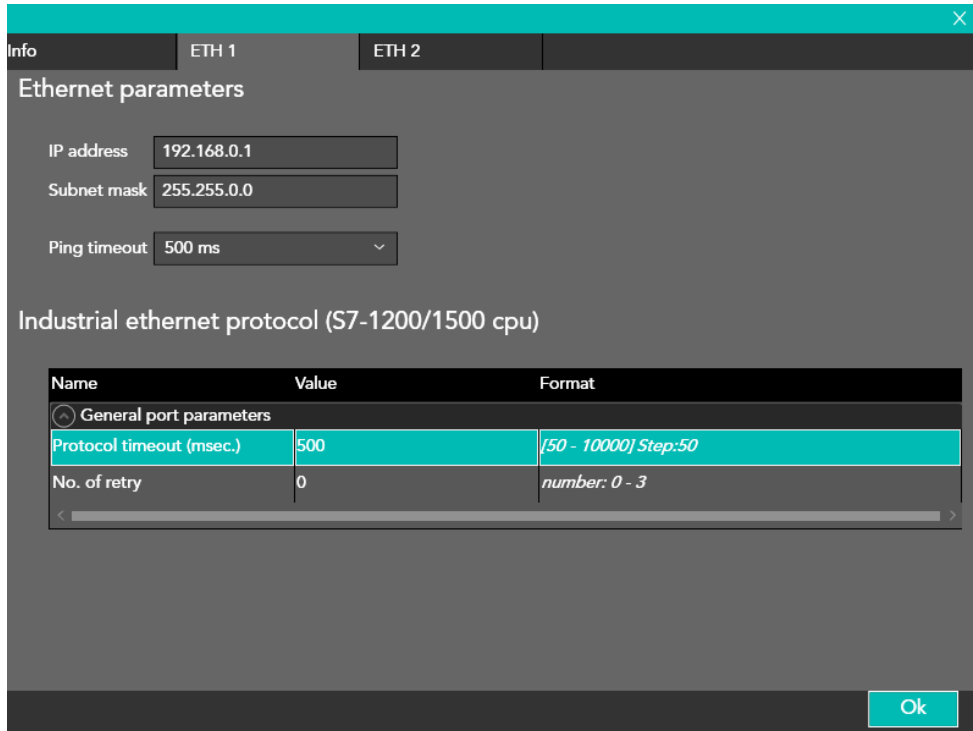 Info ETH 1 ETH 2
Ethernet parameters
IP address 192.168.0.1
Subnet mask 255.255.0.0
Ping timeout 500 ms
Industrial ethernet protocol (S7-1200/1500 cpu)
Name Value Format
General port parameters
Protocol timeout (msec.) 500 [50 - 10000] Step:50
No. of retry 0 number: 0 - 3
Ok